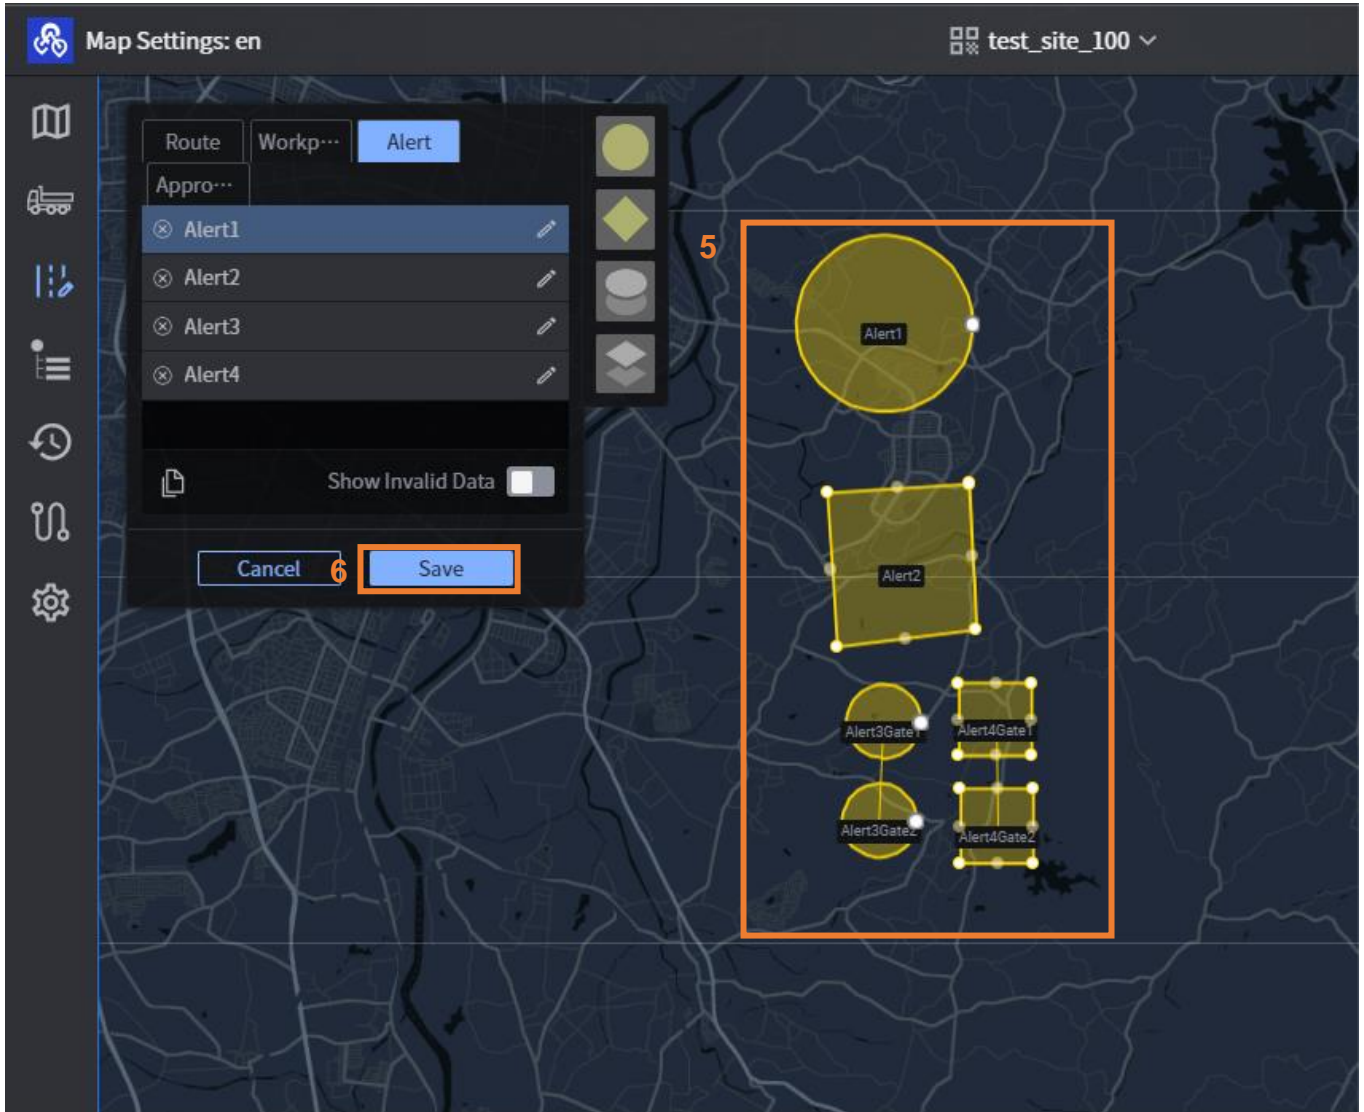 Map Settings: en
test_site_100
Route
Workp···
Alert
Appro···
Alert1
Alert2
Alert3
Alert4
Show Invalid Data
Cancel
6
Save
5
Alert1
Alert2
Alert3Gate1
Alert4Gate1
Alert3Gate2
Alert4Gate2